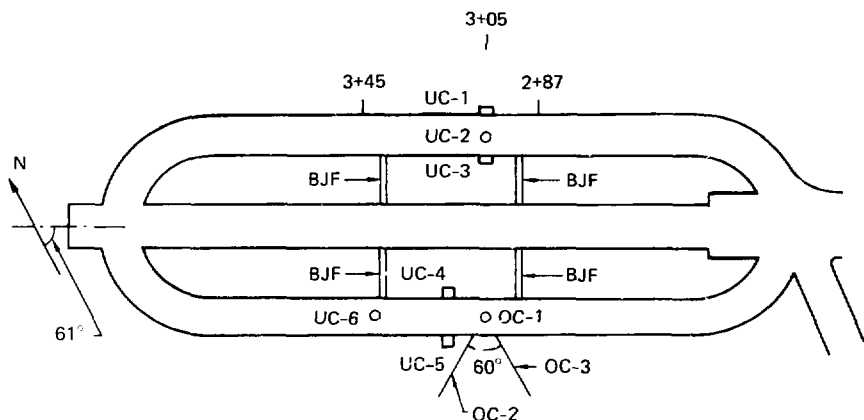 3+05
3+45
UC-1
2+87
UC-2
N
BJF
UC-3
BJF
BJF
UC-4
BJF
UC-6
OC-1
61°
UC-5
60°
OC-3
OC-2